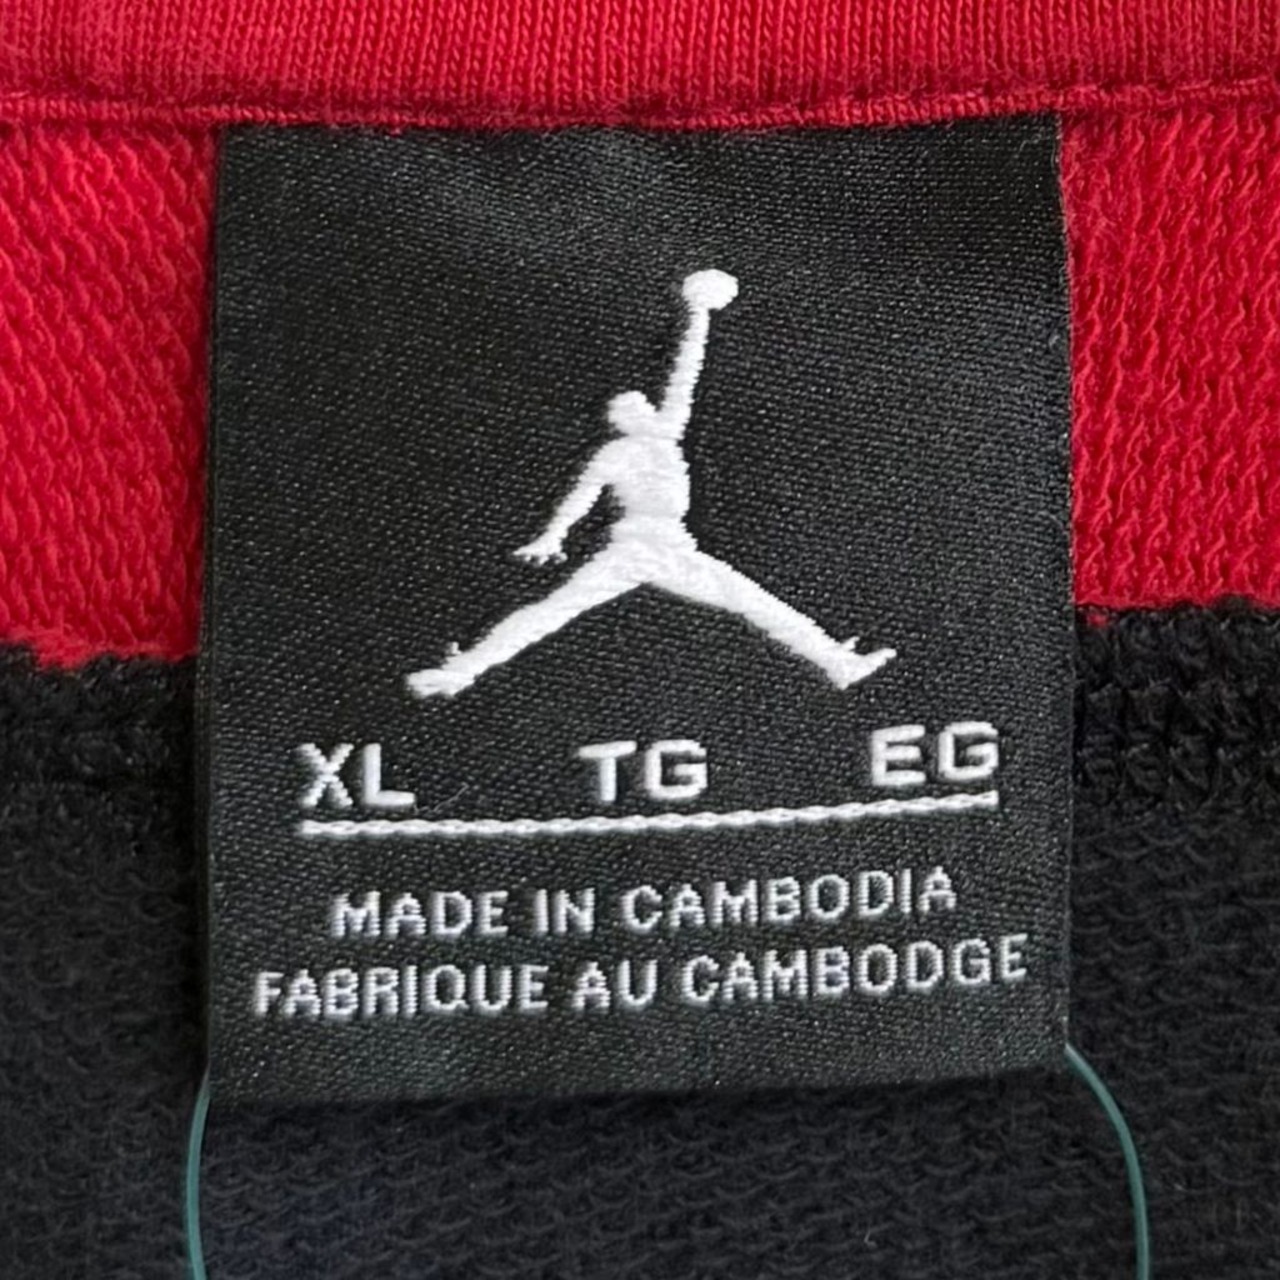 XL TG EG
MADE IN CAMBODIA
FABRIQUE AU CAMBODGE